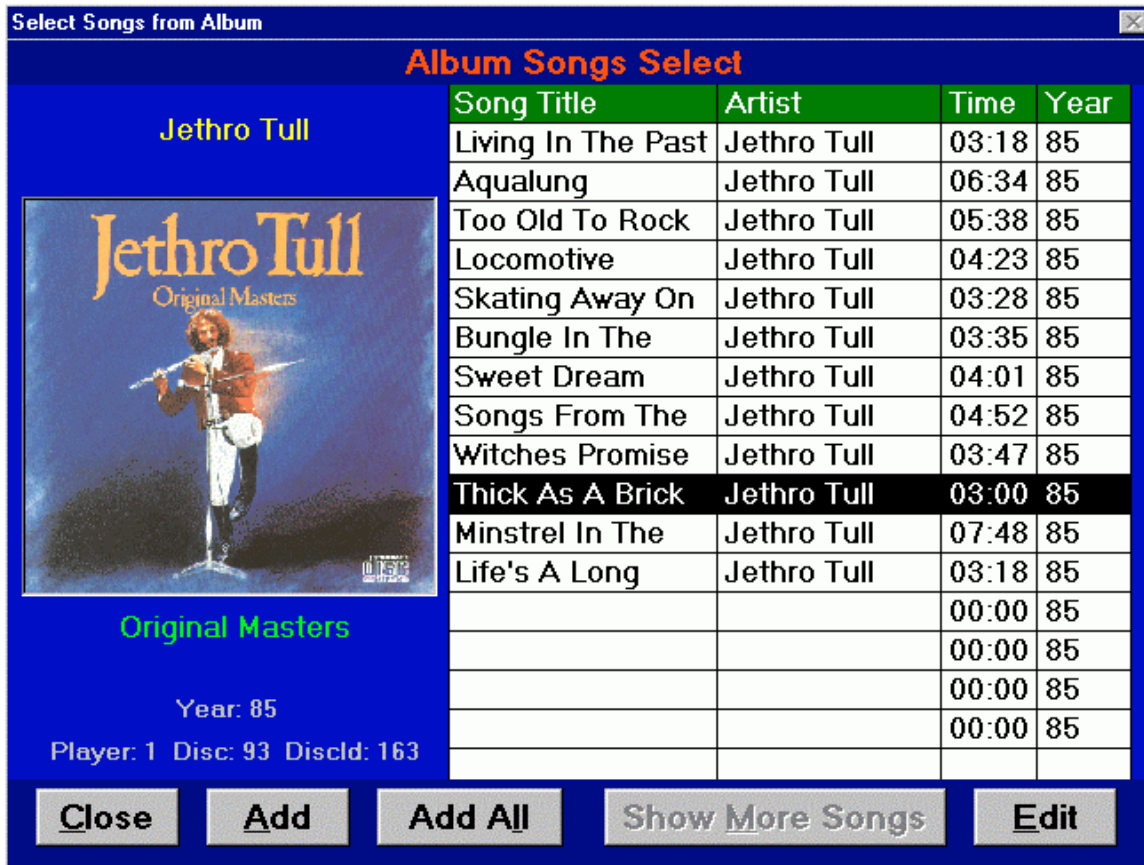 Select Songs from Album
Album Songs Select
Jethro Tull
Jethro Tull
Original Masters
DISC
Original Masters
Year: 85
Player: 1 Disc: 93 DiscId: 163
Song Title Artist Time Year
Living In The Past Jethro Tull 03:18 85
Aqualung Jethro Tull 06:34 85
Too Old To Rock Jethro Tull 05:38 85
Locomotive Jethro Tull 04:23 85
Skating Away On Jethro Tull 03:28 85
Bungle In The Jethro Tull 03:35 85
Sweet Dream Jethro Tull 04:01 85
Songs From The Jethro Tull 04:52 85
Witches Promise Jethro Tull 03:47 85
Thick As A Brick Jethro Tull 03:00 85
Minstrel In The Jethro Tull 07:48 85
Life's A Long Jethro Tull 03:18 85
00:00 85
00:00 85
00:00 85
00:00 85
Close Add Add All Show More Songs Edit